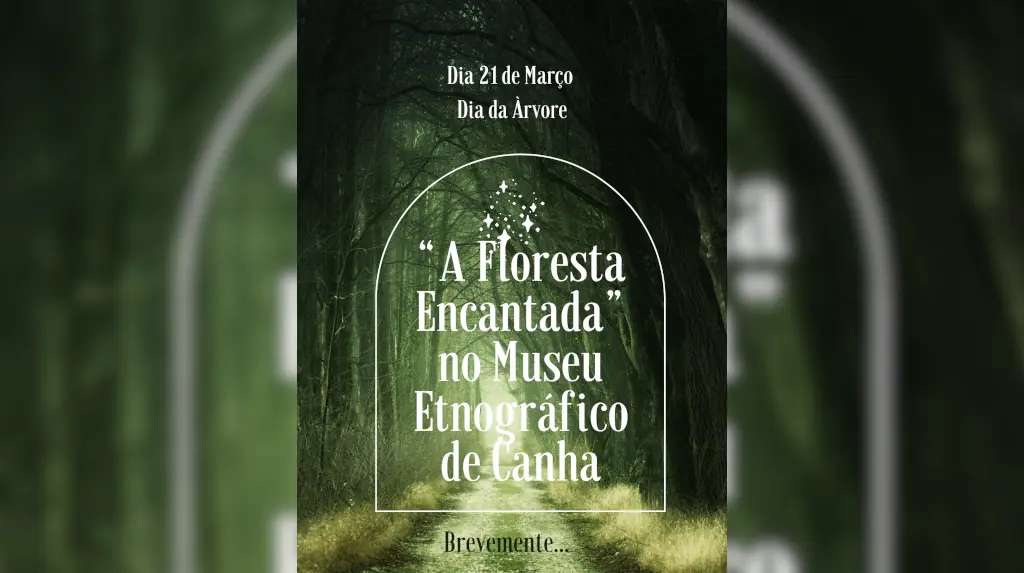 Dia 21 de Março
Dia da Àrvore
“A Floresta
Encantada”
no Museu
Etnográfico
de Canha
Brevemente...